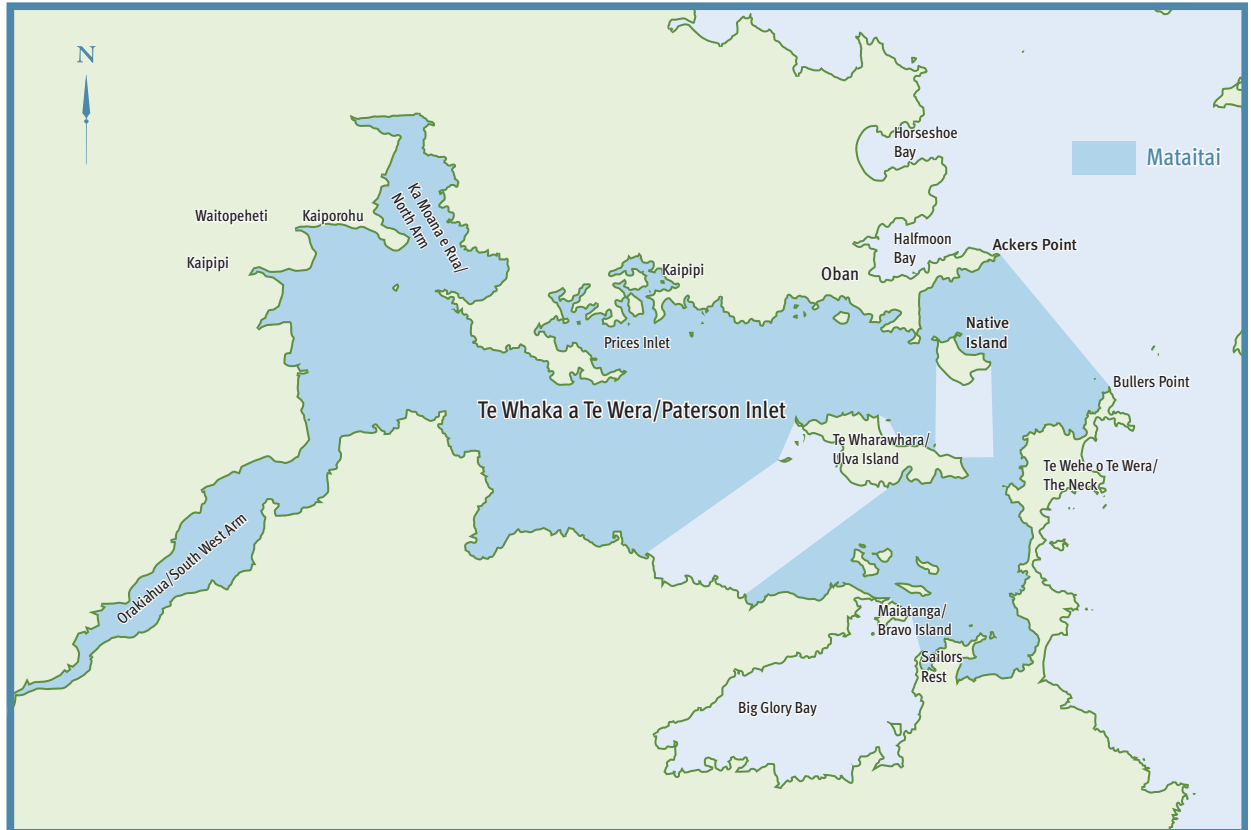 N
Horseshoe
Bay
Mataitai
Ka Moana e Rua/
North Arm
Waitopeheti
Kaiporohu
Halfmoon
Bay
Ackers Point
Kaipipi
Kaipipi
Oban
Native
Island
Prices Inlet
Bullers Point
Te Whaka a Te Wera/Paterson Inlet
Te Wharawhara/
Ulva Island
Te Wehe o Te Wera/
The Neck
Orakiahua/South West Arm
Maiatanga/
Bravo Island
Sailors
Rest
Big Glory Bay